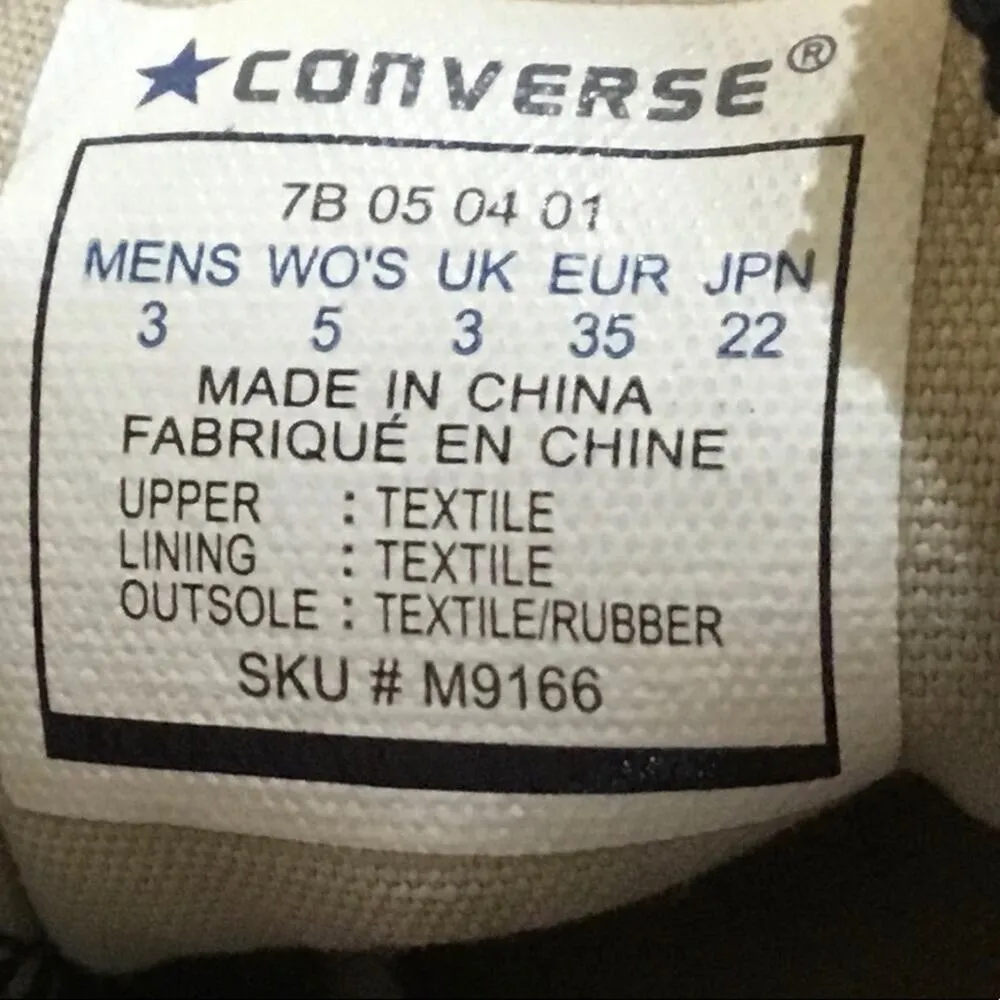 CONVERSE®
7B 05 04 01
MENS WO'S UK EUR JPN
3 5 3 35 22
MADE IN CHINA
FABRIQUÉ EN CHINE
UPPER : TEXTILE
LINING : TEXTILE
OUTSOLE : TEXTILE/RUBBER
SKU # M9166